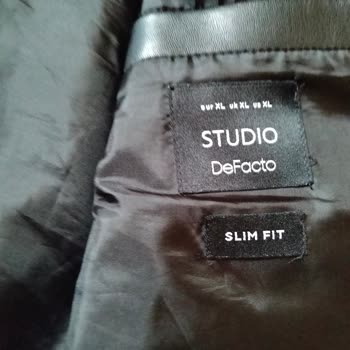 eur XL uk XL us XL
STUDIO
DeFacto
SLIM FIT